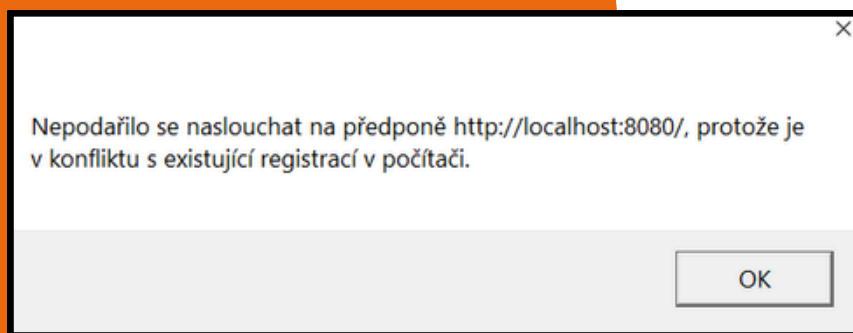 Nepodařilo se naslouchat na předponě http://localhost:8080/, protože je
v konfliktu s existující registrací v počítači.
OK